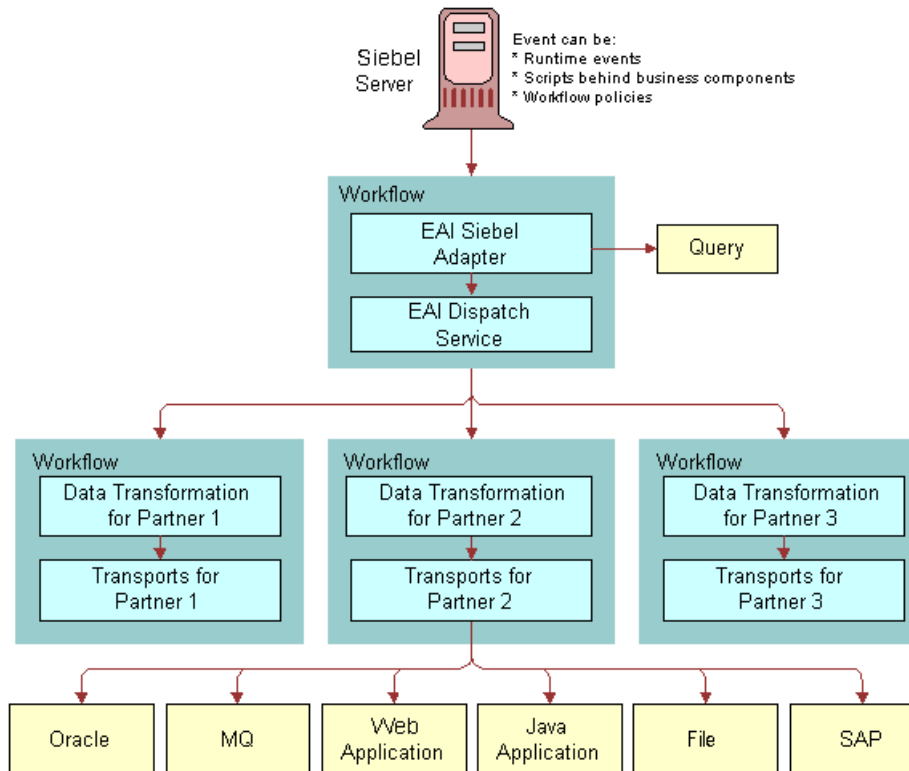 Siebel
Server
Event can be:
* Runtime events
* Scripts behind business components
* Workflow policies
Workflow
EAI Siebel
Adapter
Query
EAI Dispatch
Service
Workflow
Data Transformation
for Partner 1
Transports for
Partner 1
Workflow
Data Transformation
for Partner 2
Transports for
Partner 2
Workflow
Data Transformation
for Partner 3
Transports for
Partner 3
Oracle
MQ
Web
Application
Java
Application
File
SAP